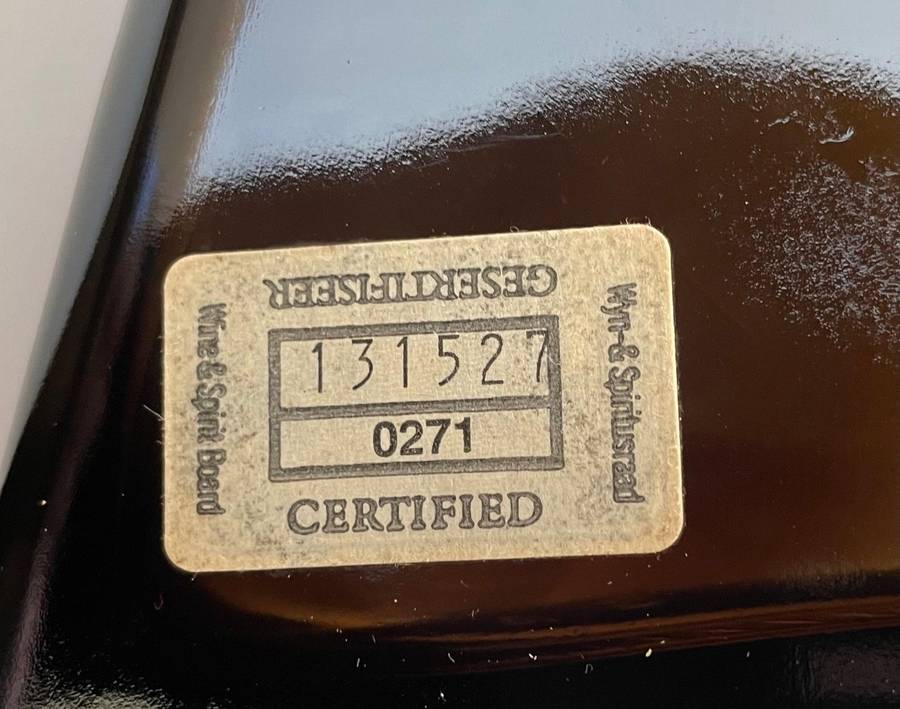 GESERTIFISEER
Wine & Spirit Board
131527
0271
Wyn- & Spiritusraad
CERTIFIED